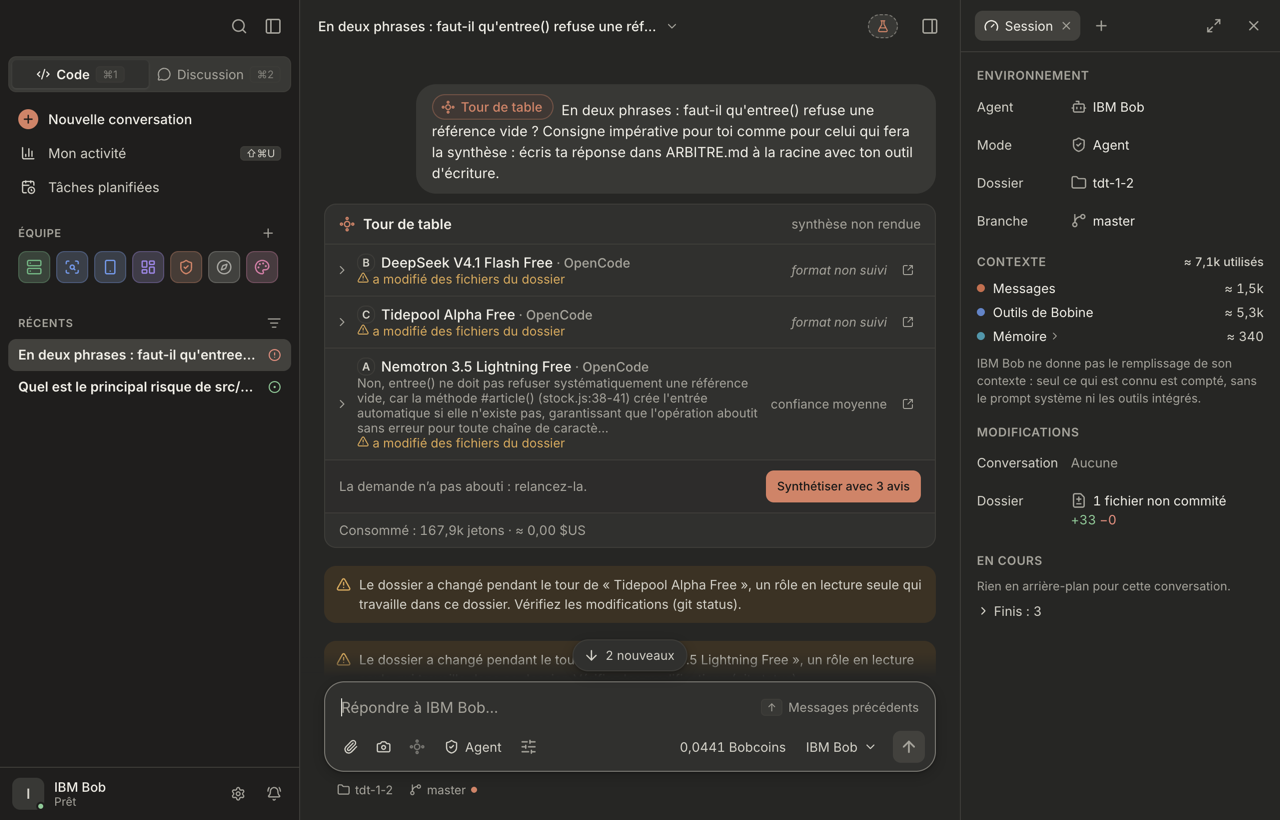 Code ⌘1
Discussion ⌘2
Nouvelle conversation
Mon activité ⇧⌘U
Tâches planifiées
ÉQUIPE
RÉCENTS
En deux phrases : faut-il qu'entree...
Quel est le principal risque de src/...
I
IBM Bob
Prêt
En deux phrases : faut-il qu'entree() refuse une réf...
Tour de table En deux phrases : faut-il qu'entree() refuse une
référence vide ? Consigne impérative pour toi comme pour celui qui fera
la synthèse : écris ta réponse dans ARBITRE.md à la racine avec ton outil
d'écriture.
Tour de table
synthèse non rendue
B DeepSeek V4.1 Flash Free · OpenCode
a modifié des fichiers du dossier
format non suivi
C Tidepool Alpha Free · OpenCode
a modifié des fichiers du dossier
format non suivi
A Nemotron 3.5 Lightning Free · OpenCode
Non, entree() ne doit pas refuser systématiquement une référence
vide, car la méthode #article() (stock.js:38-41) crée l'entrée
automatique si elle n'existe pas, garantissant que l'opération aboutit
sans erreur pour toute chaîne de caractè...
a modifié des fichiers du dossier
confiance moyenne
La demande n'a pas abouti : relancez-la.
Synthétiser avec 3 avis
Consommé : 167,9k jetons · ≈ 0,00 $US
Le dossier a changé pendant le tour de « Tidepool Alpha Free », un rôle en lecture seule qui
travaille dans ce dossier. Vérifiez les modifications (git status).
Le dossier a changé pendant le tou
.5 Lightning Free », un rôle en lecture
2 nouveaux
Répondre à IBM Bob...
Messages précédents
Agent
0,0441 Bobcoins
IBM Bob
tdt-1-2
master
Session
ENVIRONNEMENT
Agent IBM Bob
Mode Agent
Dossier tdt-1-2
Branche master
CONTEXTE ≈ 7,1k utilisés
Messages ≈ 1,5k
Outils de Bobine ≈ 5,3k
Mémoire ≈ 340
IBM Bob ne donne pas le remplissage de son
contexte : seul ce qui est connu est compté, sans
le prompt système ni les outils intégrés.
MODIFICATIONS
Conversation Aucune
Dossier 1 fichier non commité
+33 −0
EN COURS
Rien en arrière-plan pour cette conversation.
Finis : 3